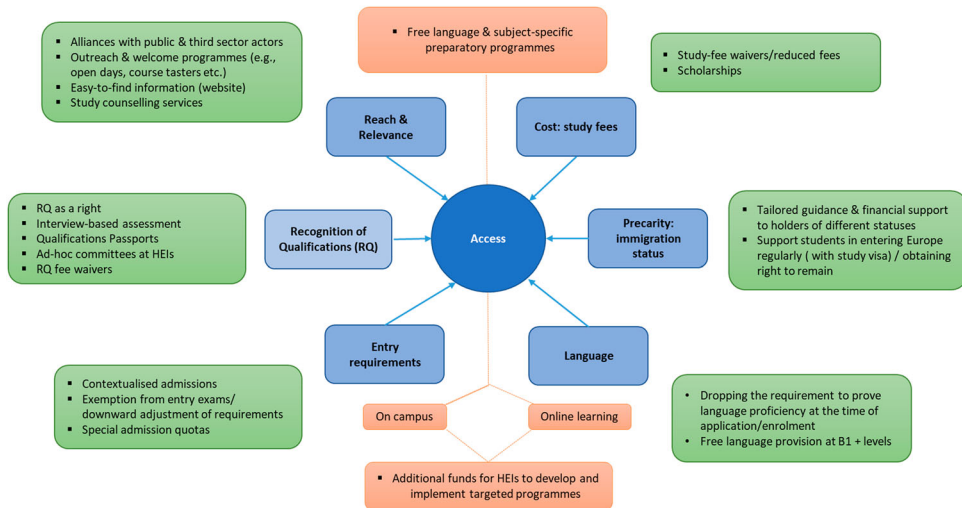 ▪ Free language & subject-specific
preparatory programmes
▪ Alliances with public & third sector actors
▪ Outreach & welcome programmes (e.g.,
open days, course tasters etc.)
▪ Easy-to-find information (website)
▪ Study counselling services
▪ Study-fee waivers/reduced fees
▪ Scholarships
Reach &
Relevance
Cost: study fees
▪ RQ as a right
▪ Interview-based assessment
▪ Qualifications Passports
▪ Ad-hoc committees at HEIs
▪ RQ fee waivers
Recognition of
Qualifications (RQ)
Access
Precarity:
immigration
status
▪ Tailored guidance & financial support
to holders of different statuses
▪ Support students in entering Europe
regularly ( with study visa) / obtaining
right to remain
Entry
requirements
Language
▪ Contextualised admissions
▪ Exemption from entry exams/
downward adjustment of requirements
▪ Special admission quotas
On campus
Online learning
• Dropping the requirement to prove
language proficiency at the time of
application/enrolment
• Free language provision at B1 + levels
▪ Additional funds for HEIs to develop and
implement targeted programmes